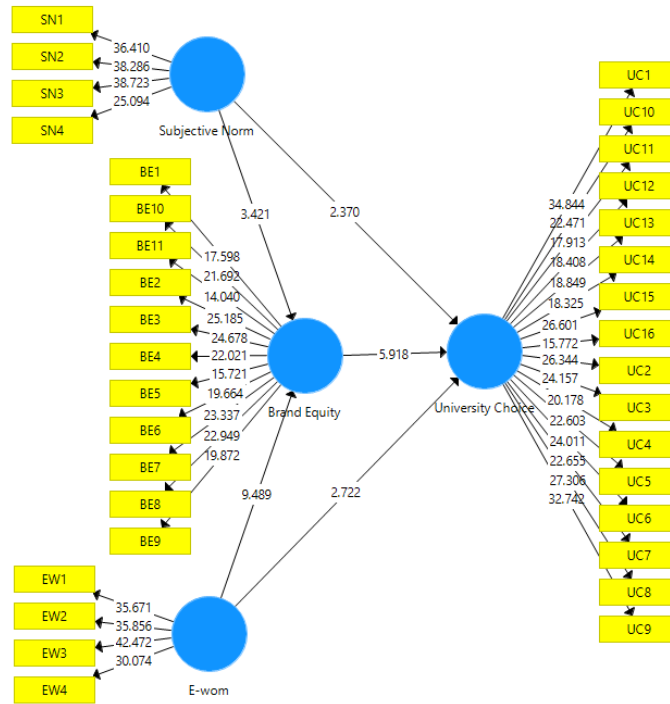 SN1
SN2
SN3
SN4
36.410
38.286
38.723
25.094
Subjective Norm
BE1
BE10
BE11
BE2
BE3
BE4
BE5
BE6
BE7
BE8
BE9
17.598
21.692
14.040
25.185
24.678
22.021
15.721
19.664
23.337
22.949
19.872
Brand Equity
3.421
2.370
5.918
9.489
2.722
EW1
EW2
EW3
EW4
35.671
35.856
42.472
30.074
E-wom
University Choice
34.844
22.471
17.913
18.408
18.849
18.325
26.601
15.772
26.344
24.157
20.178
22.603
24.011
22.655
27.306
32.742
UC1
UC10
UC11
UC12
UC13
UC14
UC15
UC16
UC2
UC3
UC4
UC5
UC6
UC7
UC8
UC9